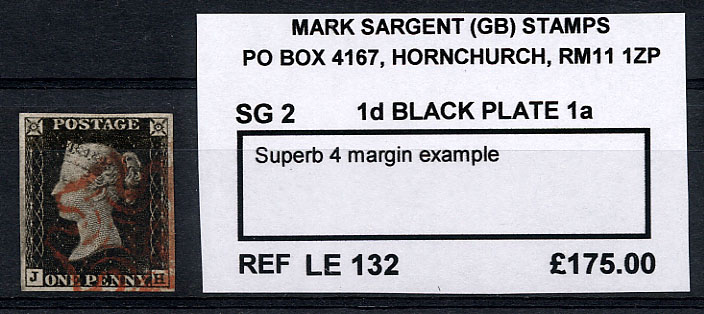 MARK SARGENT (GB) STAMPS
PO BOX 4167, HORNCHURCH, RM11 1ZP
SG 2 1d BLACK PLATE 1a
Superb 4 margin example
REF LE 132 £175.00
POSTAGE
J ONE PENNY H